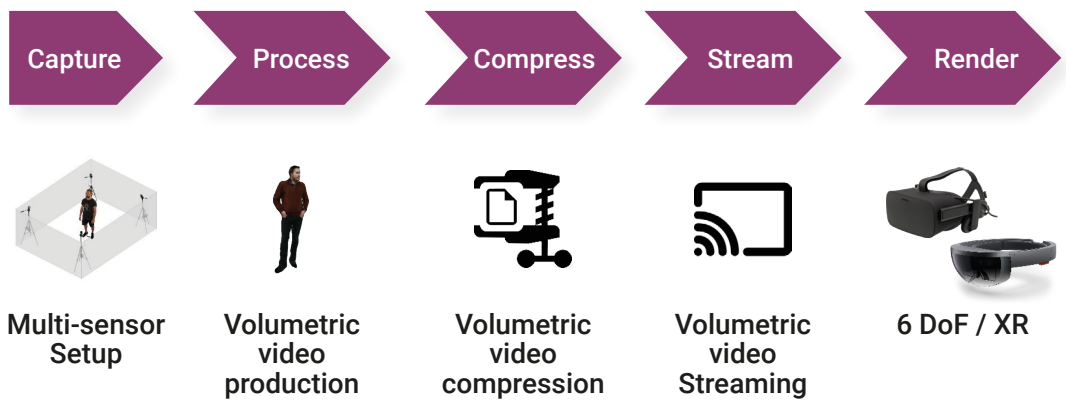 Capture
Process
Compress
Stream
Render
Multi-sensor
Setup
Volumetric
video
production
Volumetric
video
compression
Volumetric
video
Streaming
6 DoF / XR